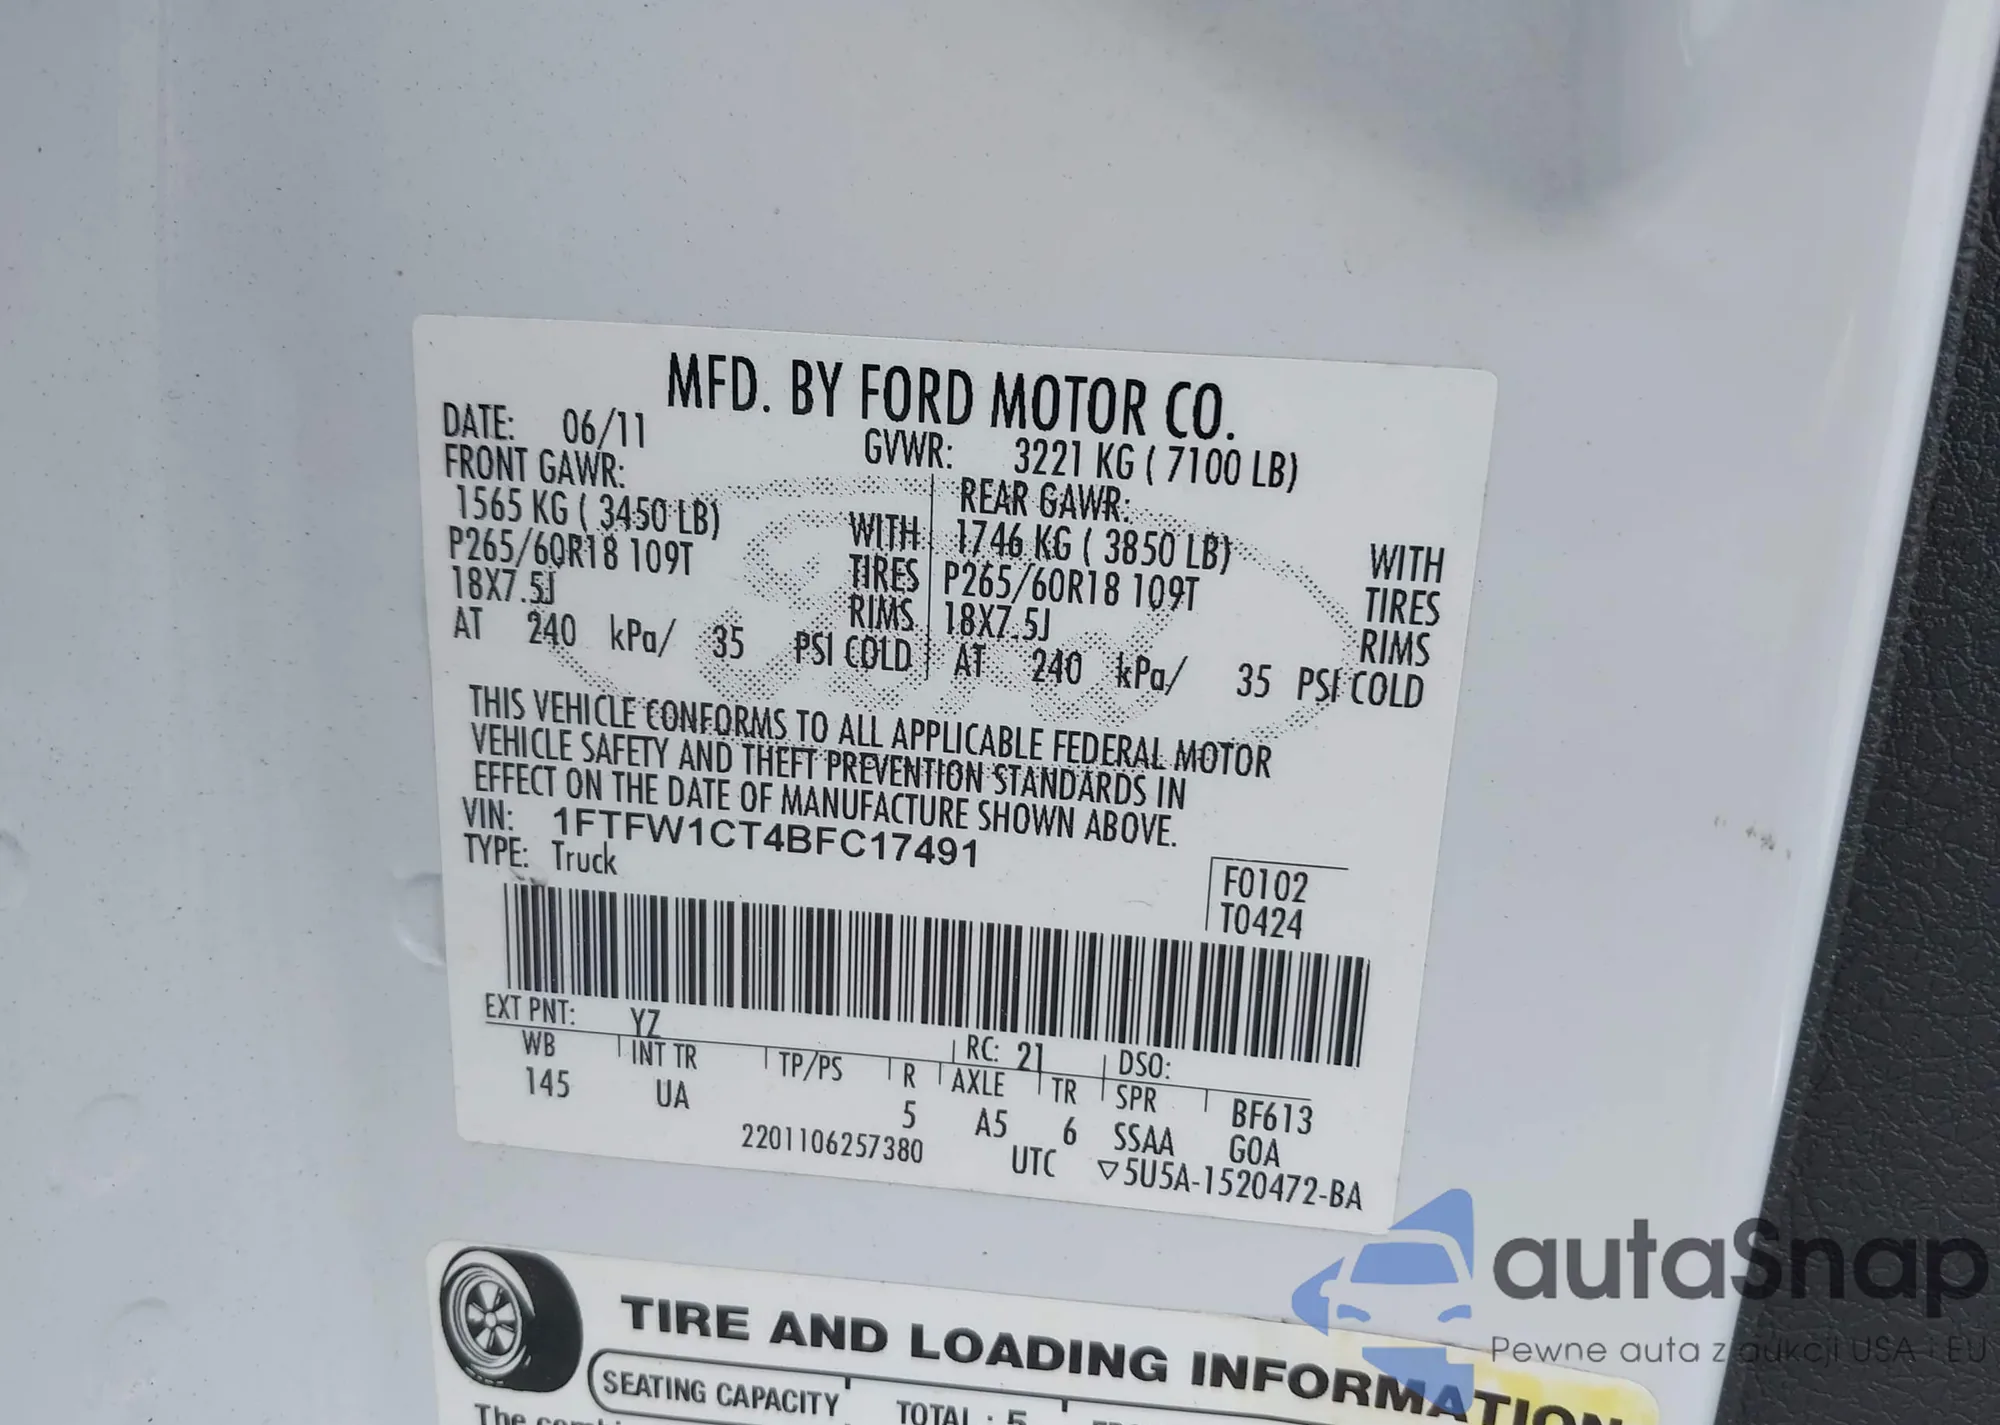 MFD. BY FORD MOTOR CO.
DATE: 06/11 GVWR: 3221 KG ( 7100 LB)
FRONT GAWR: REAR GAWR:
1565 KG ( 3450 LB) WITH 1746 KG ( 3850 LB) WITH
P265/60R18 109T TIRES P265/60R18 109T TIRES
18X7.5J RIMS 18X7.5J RIMS
AT 240 kPa/ 35 PSI COLD AT 240 kPa/ 35 PSI COLD
THIS VEHICLE CONFORMS TO ALL APPLICABLE FEDERAL MOTOR
VEHICLE SAFETY AND THEFT PREVENTION STANDARDS IN
EFFECT ON THE DATE OF MANUFACTURE SHOWN ABOVE.
VIN: 1FTFW1CT4BFC17491
TYPE: Truck
F0102
T0424
EXT PNT: YZ RC: 21 DSO:
WB INT TR TP/PS R AXLE TR SPR BF613
145 UA 5 A5 6 SSAA GOA
2201106257380 UTC ▽5U5A-1520472-BA
TIRE AND LOADING INFORMATION
SEATING CAPACITY TOTAL : 5
The
autaSnap
Pewne auta z aukcji USA i EU